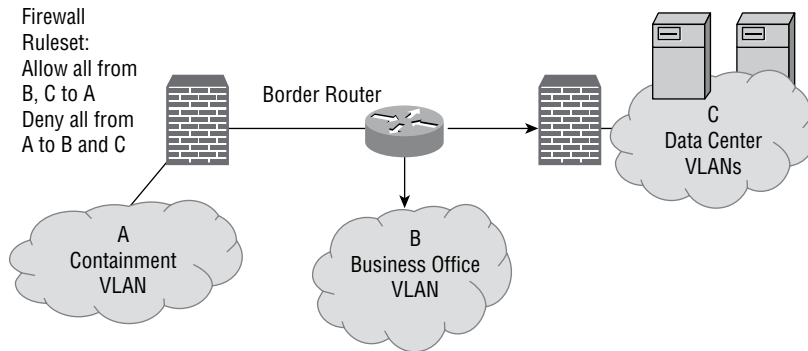 Firewall
Ruleset:
Allow all from
B, C to A
Deny all from
A to B and C
Border Router
C
Data Center
VLANs
A
Containment
VLAN
B
Business Office
VLAN